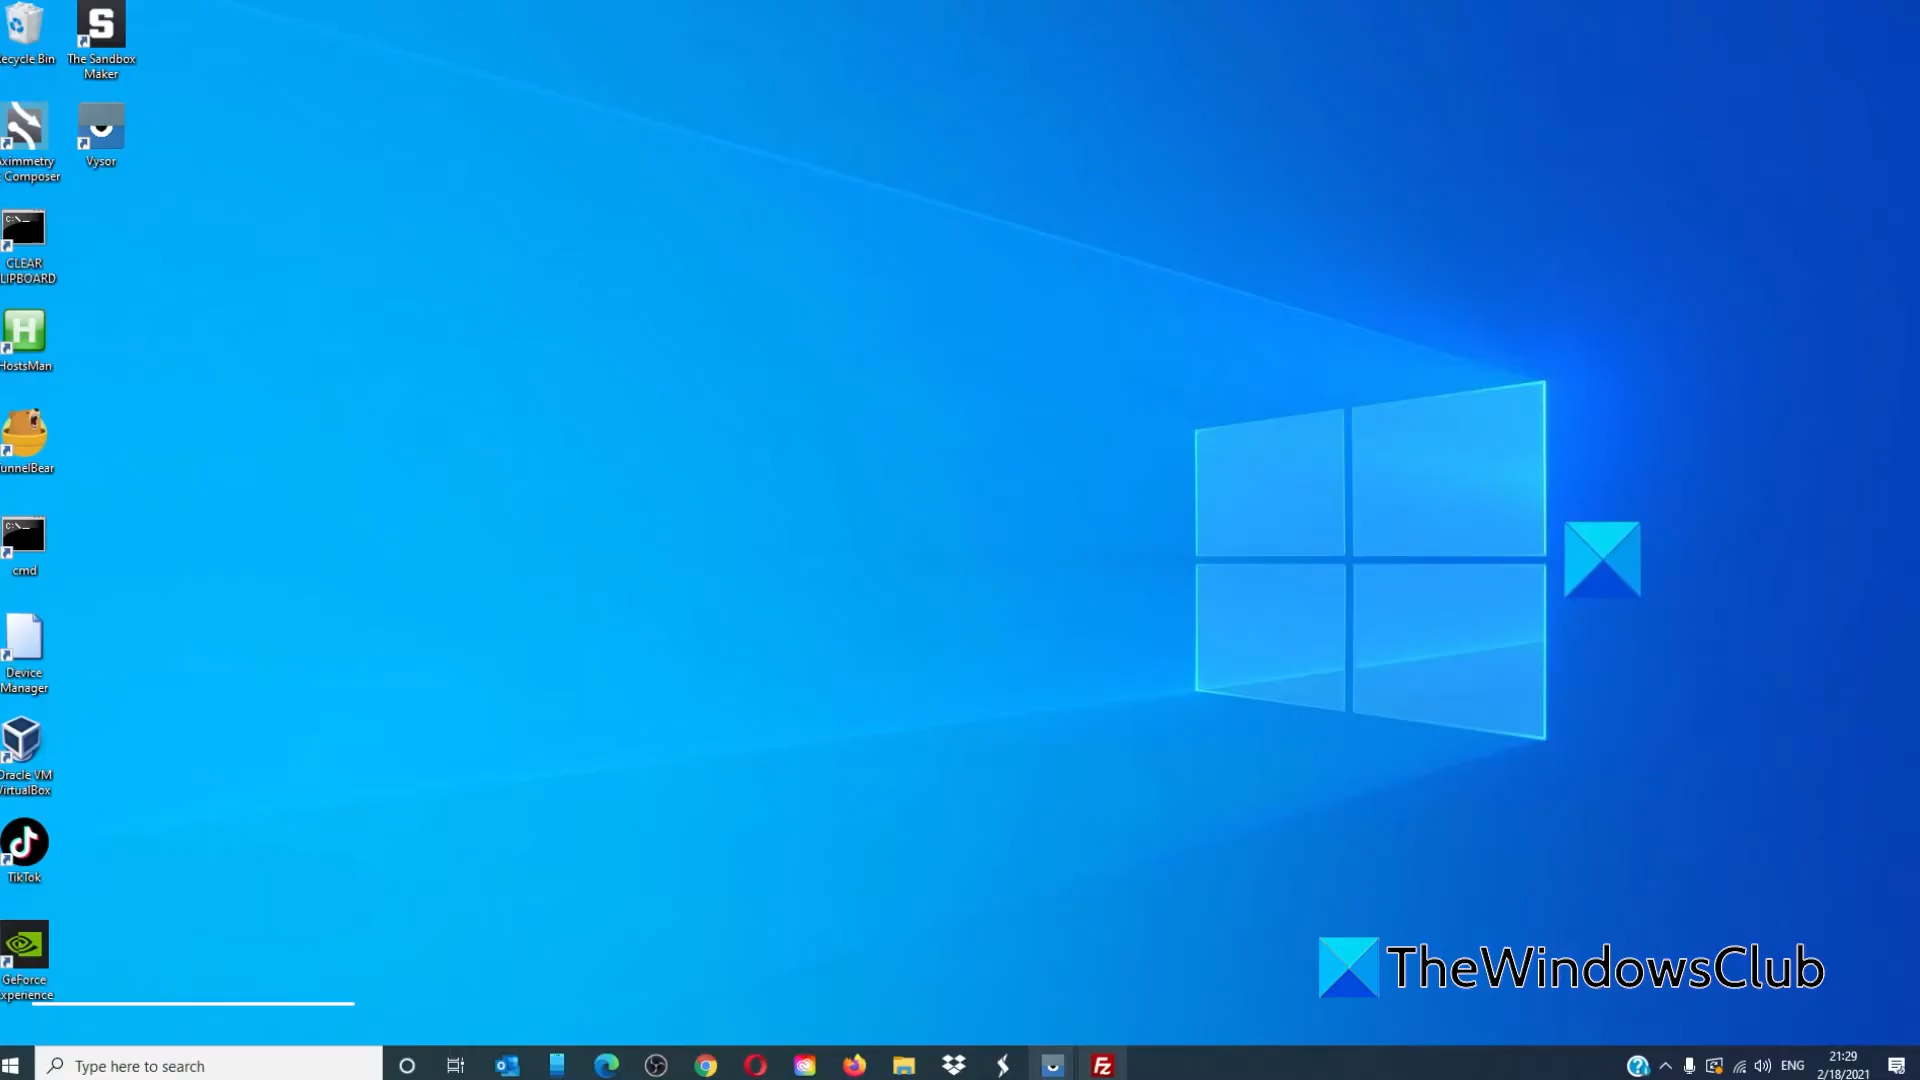 ecycle Bin
The Sandbox
Maker
ximmetry
Composer
Vysor
C:\_
CLEAR
LIPBOARD
H
HostsMan
unnelBear
C:\_
cmd
Device
Manager
Oracle VM
VirtualBox
TikTok
GeForce
xperience
TheWindowsClub
Type here to search
ENG
21:29
2/18/2021